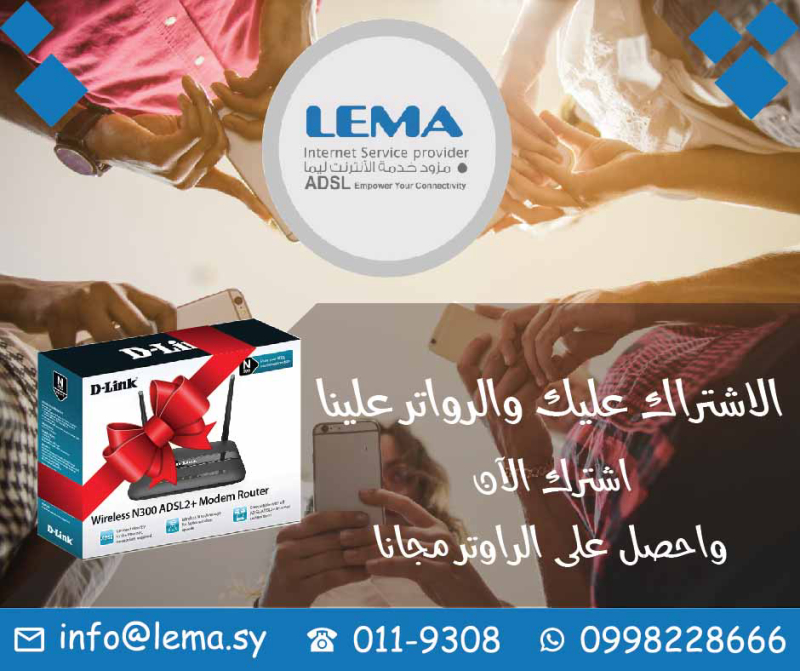 LEMA
Internet Service provider
مزود خدمة الأنترنت ليما
ADSL Empower Your Connectivity
D-Link
N
D-Link
Wireless N300 ADSL2+ Modem Router
D-Link
الاشتراك عليك والرواتر علينا
اشترك الآن
واحصل على الراوتر مجانا
info@lema.sy 011-9308 0998228666